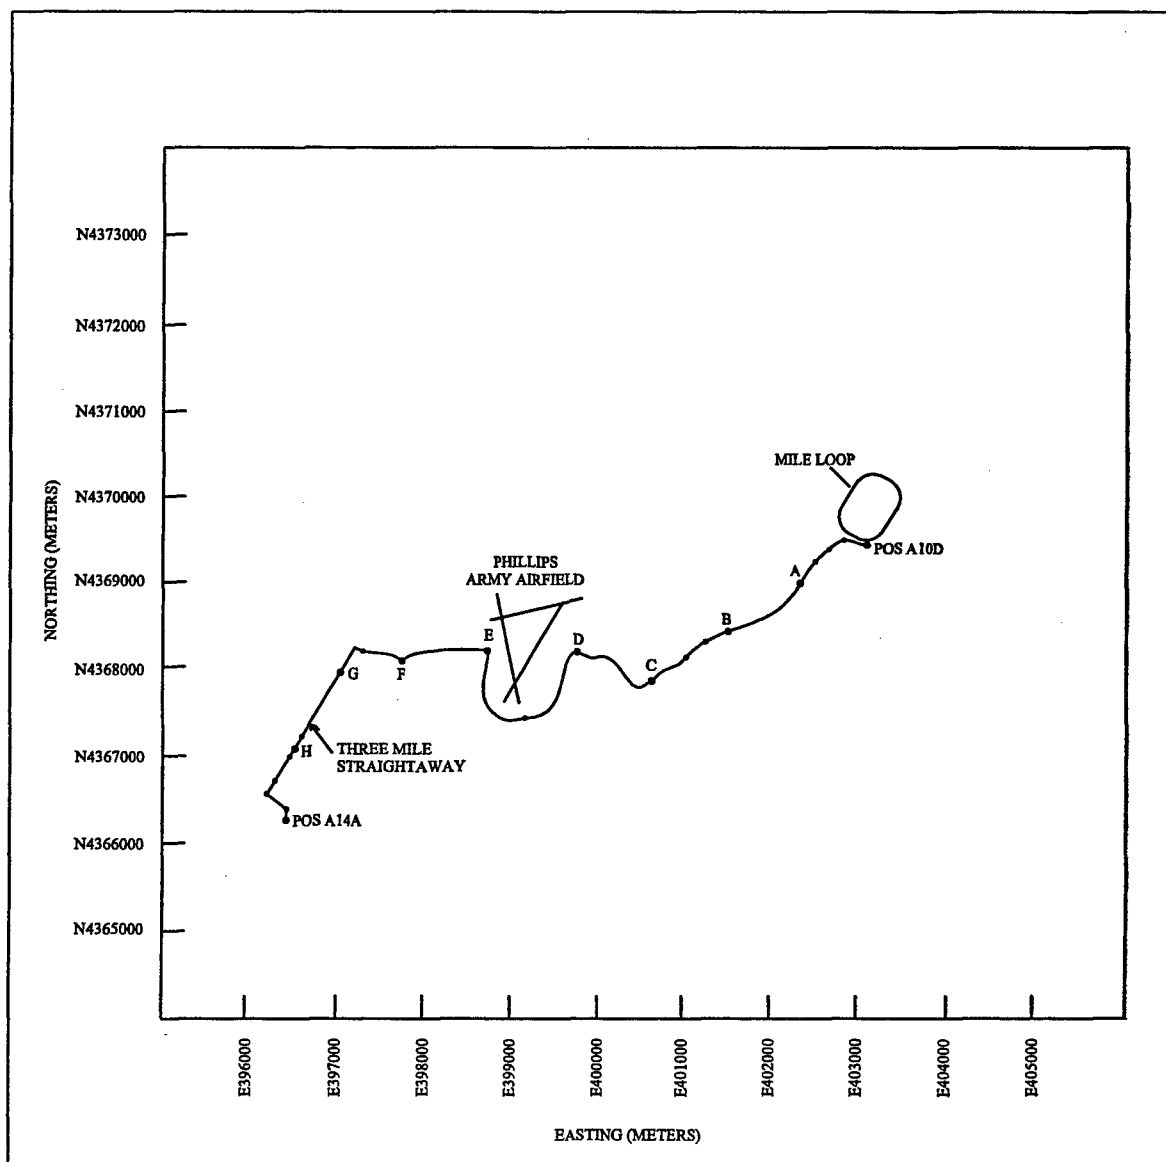 N4373000
N4372000
N4371000
N4370000
N4369000
N4368000
N4367000
N4366000
N4365000
NORTHING (METERS)
MILE LOOP
POS A10D
PHILLIPS
ARMY AIRFIELD
A
B
C
D
E
F
G
H
THREE MILE
STRAIGHTAWAY
POS A14A
E396000
E397000
E398000
E399000
E400000
E401000
E402000
E403000
E404000
E405000
EASTING (METERS)